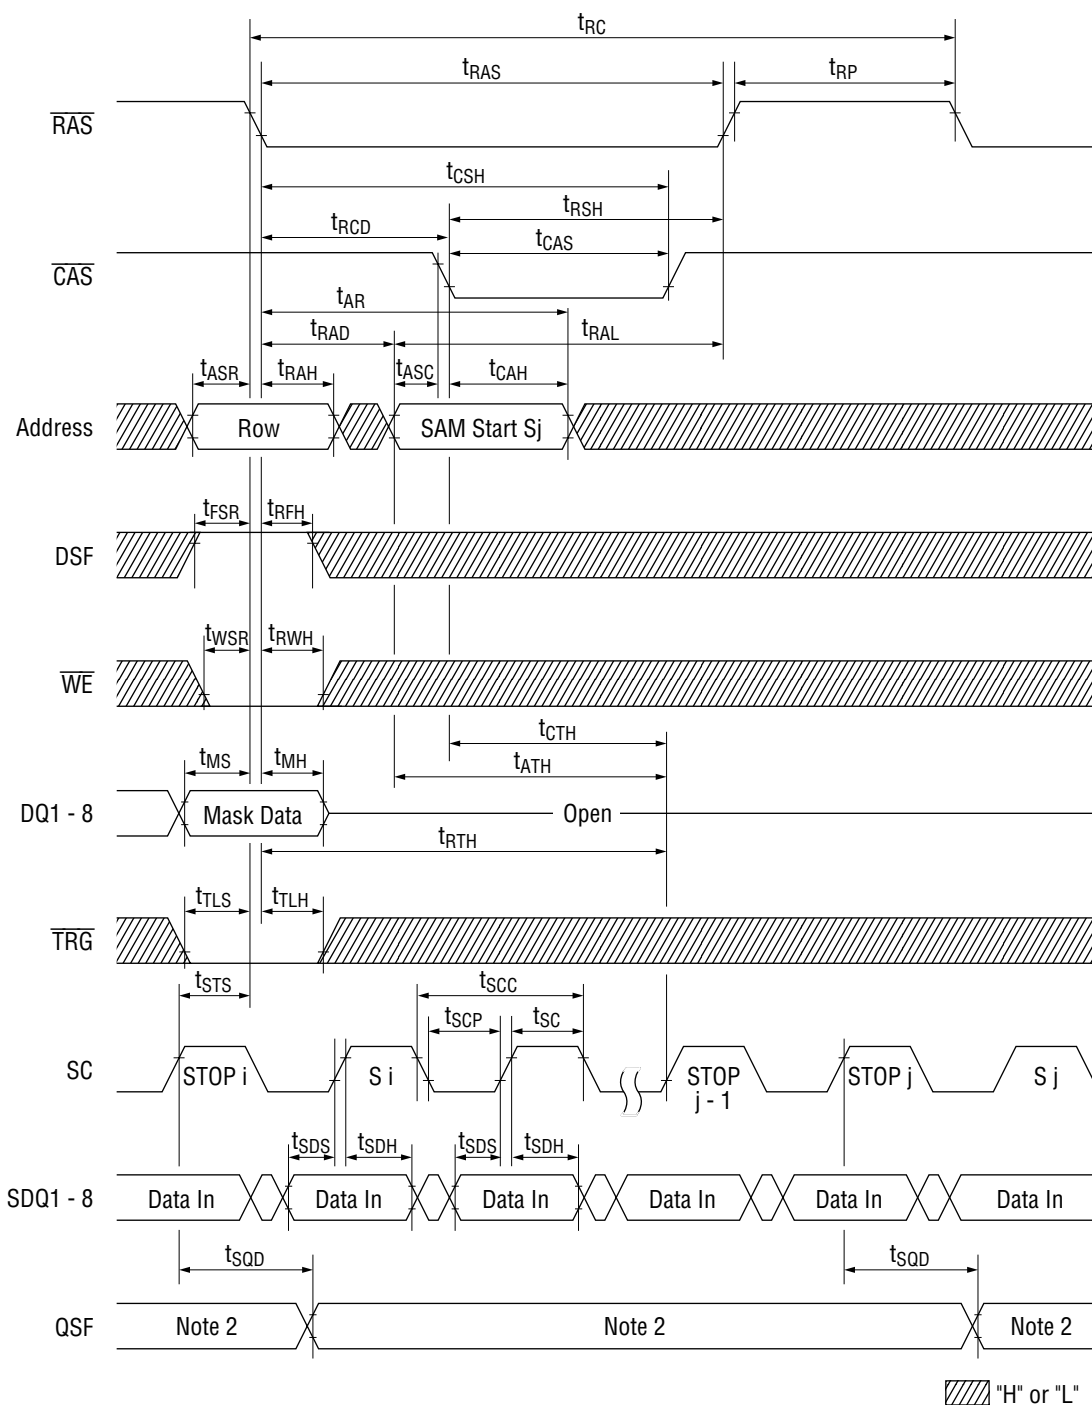 tRC
tRAS
tRP
RAS
tCSH
tRSH
tRCD
tCAS
CAS
tAR
tRAD
tRAL
tASR
tRAH
tASC
tCAH
Address
Row
SAM Start Sj
tFSR
tRFH
DSF
tWSR
tRWH
WE
tCTH
tMS
tMH
tATH
DQ1 - 8
Mask Data
Open
tRTH
tTLS
tTLH
TRG
tSTS
tSCC
tSCP
tSC
SC
STOP i
S i
STOP
j - 1
STOP j
S j
tSDS
tSDH
tSDS
tSDH
SDQ1 - 8
Data In
Data In
Data In
Data In
Data In
Data In
tSQD
tSQD
QSF
Note 2
Note 2
Note 2
"H" or "L"